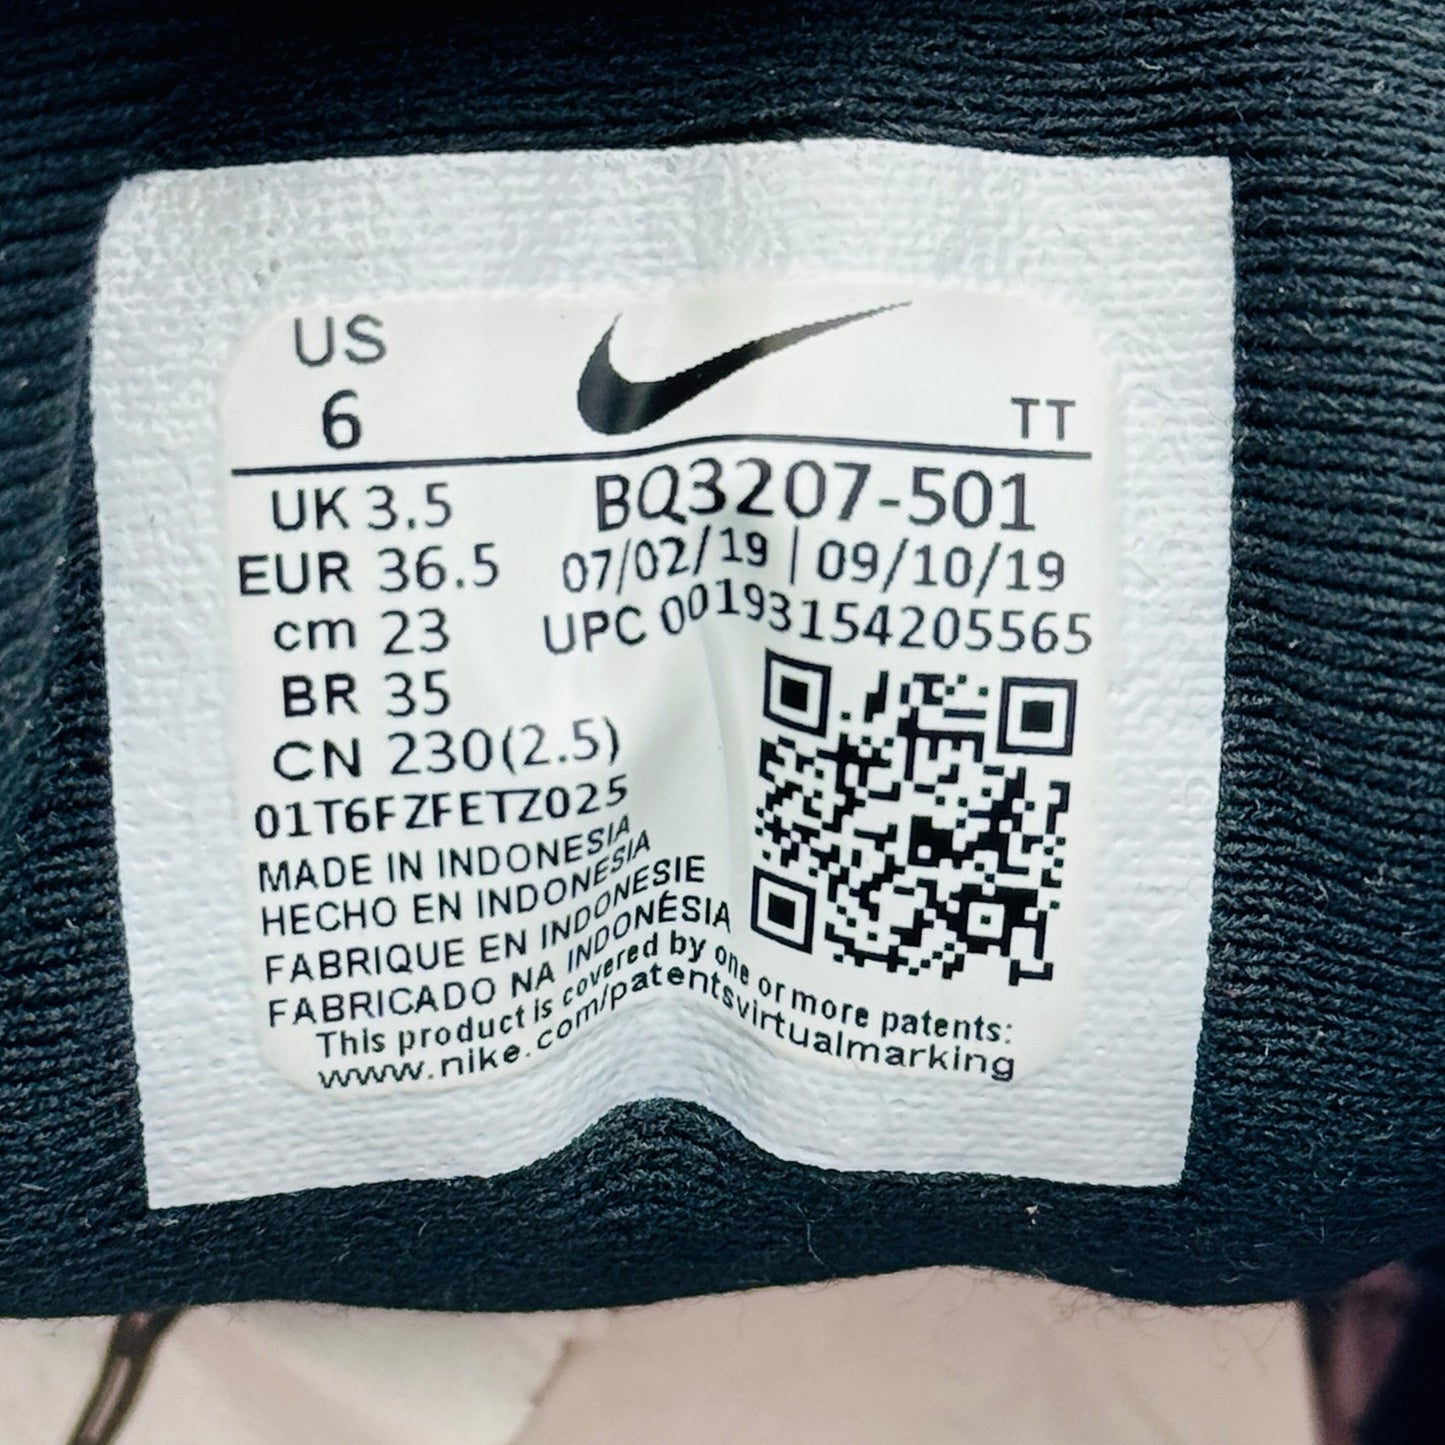 US
6
TT
UK 3.5
EUR 36.5
cm 23
BR 35
CN 230(2.5)
BQ3207-501
07/02/19 | 09/10/19
UPC 00193154205565
01T6FZFETZ025
MADE IN INDONESIA
HECHO EN INDONESIA
FABRIQUE EN INDONESIE
FABRICADO NA INDONÉSIA
This product is covered by one or more patents:
www.nike.com/patentsvirtualmarking